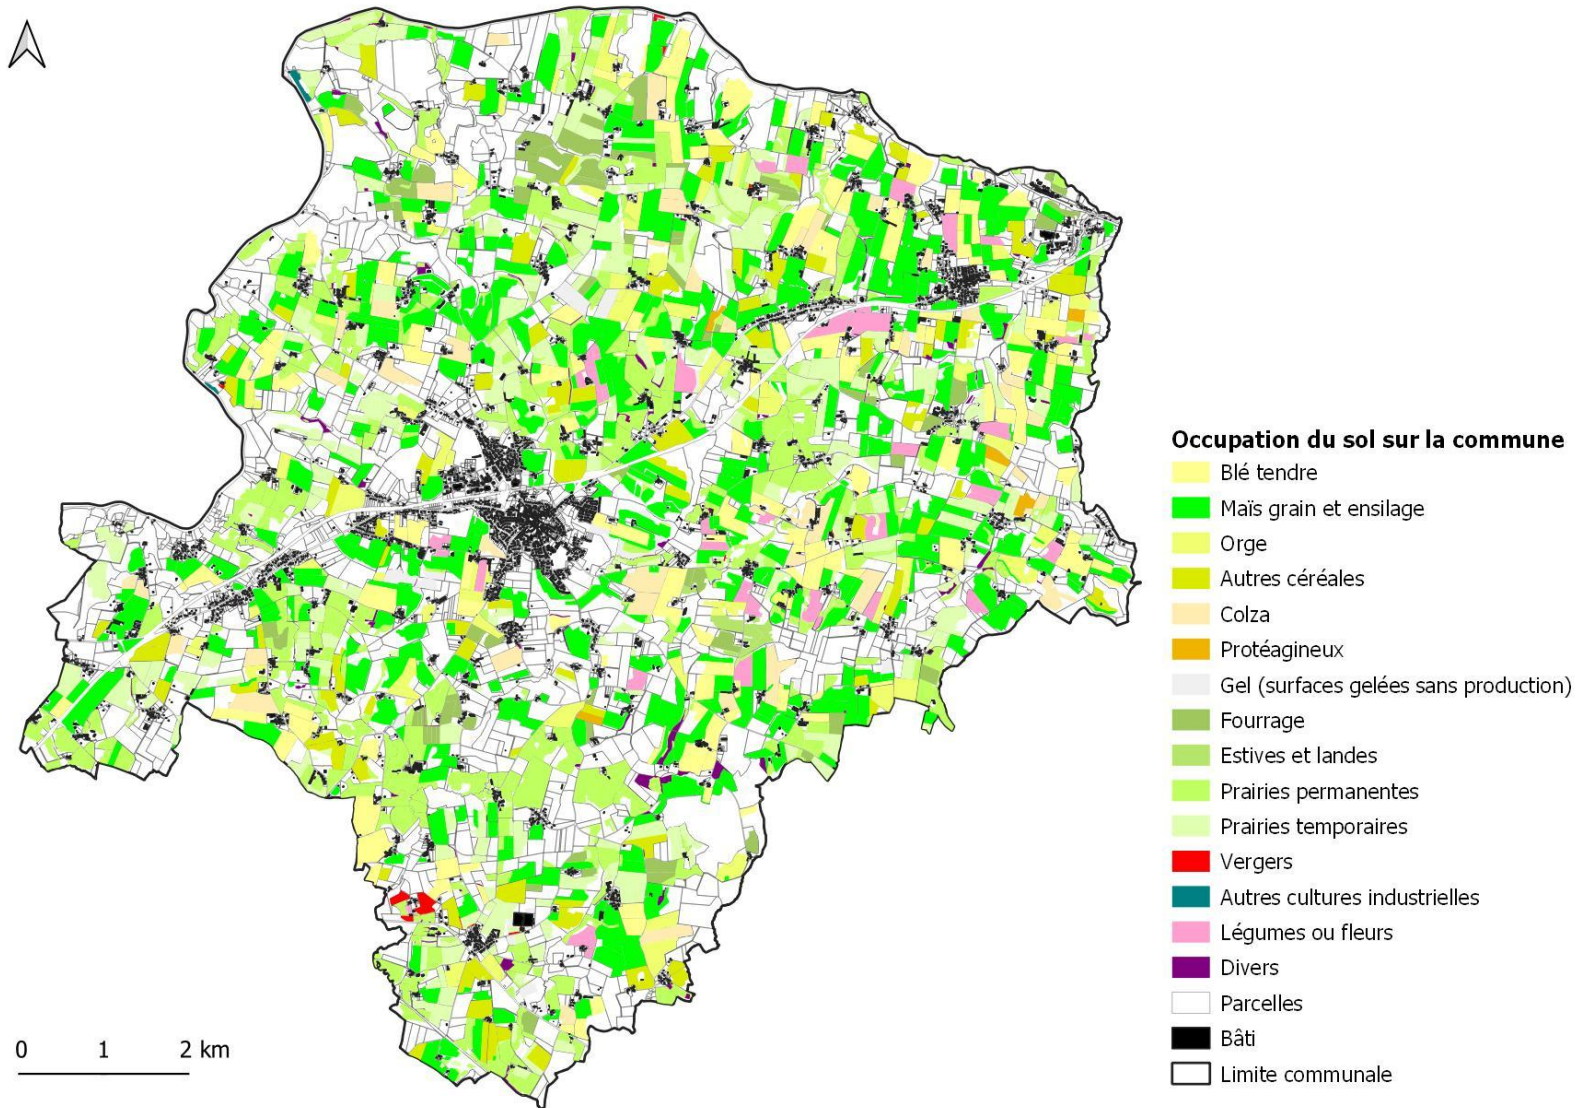 Occupation du sol sur la commune
Blé tendre
Maïs grain et ensilage
Orge
Autres céréales
Colza
Protéagineux
Gel (surfaces gelées sans production)
Fourrage
Estives et landes
Prairies permanentes
Prairies temporaires
Vergers
Autres cultures industrielles
Légumes ou fleurs
Divers
Parcelles
Bâti
Limite communale
0 1 2 km